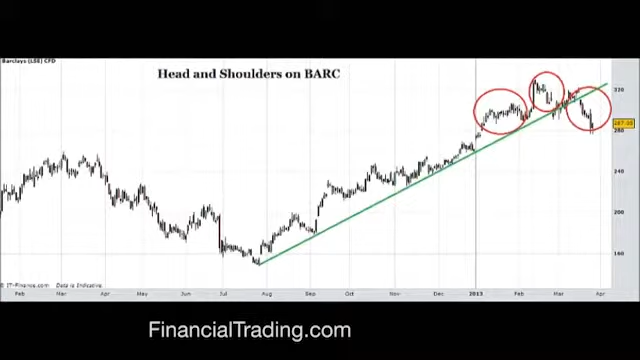 Barclays (LSE) CFD
Head and Shoulders on BARC
320
287.05
280
240
200
160
© IT-Finance.com Data is Indicative.
Feb Mar Apr May Jun Jul Aug Sep Oct Nov Dec 2013 Feb Mar Apr
FinancialTrading.com